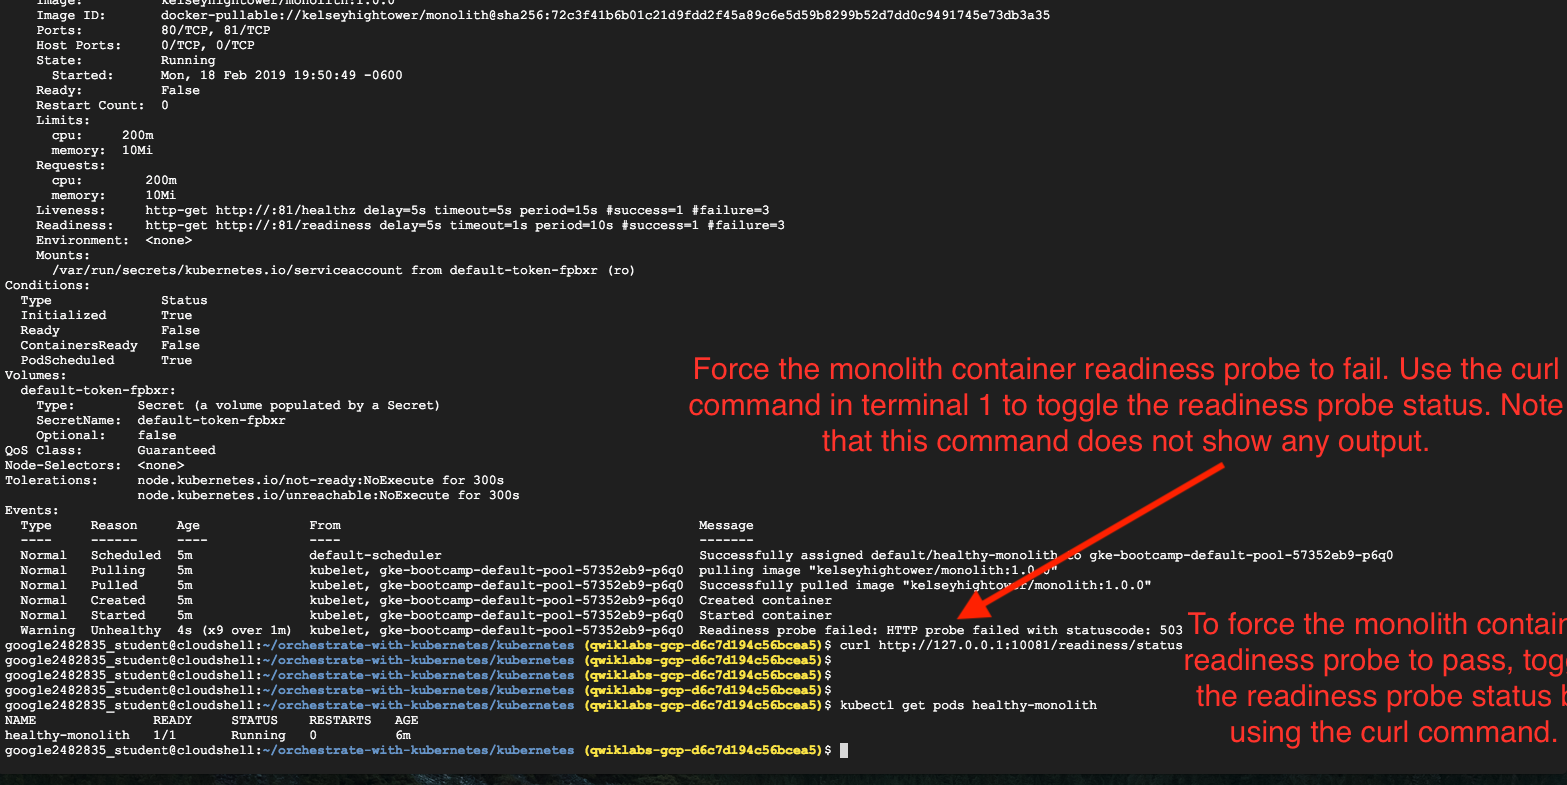 Image: kelseyhightower/monolith:1.0.0
Image ID: docker-pullable://kelseyhightower/monolith@sha256:72c3f41b6b01c21d9fdd2f45a89c6e5d59b8299b52d7dd0c9491745e73db3a35
Ports: 80/TCP, 81/TCP
Host Ports: 0/TCP, 0/TCP
State: Running
Started: Mon, 18 Feb 2019 19:50:49 -0600
Ready: False
Restart Count: 0
Limits:
cpu: 200m
memory: 10Mi
Requests:
cpu: 200m
memory: 10Mi
Liveness: http-get http://:81/healthz delay=5s timeout=5s period=15s #success=1 #failure=3
Readiness: http-get http://:81/readiness delay=5s timeout=1s period=10s #success=1 #failure=3
Environment: <none>
Mounts:
/var/run/secrets/kubernetes.io/serviceaccount from default-token-fpbxr (ro)
Conditions:
Type Status
Initialized True
Ready False
ContainersReady False
PodScheduled True
Volumes:
default-token-fpbxr:
Type: Secret (a volume populated by a Secret)
SecretName: default-token-fpbxr
Optional: false
QoS Class: Guaranteed
Node-Selectors: <none>
Tolerations: node.kubernetes.io/not-ready:NoExecute for 300s
node.kubernetes.io/unreachable:NoExecute for 300s
Events:
Type Reason Age From Message
---- ------ ---- ---- -------
Normal Scheduled 5m default-scheduler Successfully assigned default/healthy-monolith to gke-bootcamp-default-pool-57352eb9-p6q0
Normal Pulling 5m kubelet, gke-bootcamp-default-pool-57352eb9-p6q0 pulling image "kelseyhightower/monolith:1.0.0"
Normal Pulled 5m kubelet, gke-bootcamp-default-pool-57352eb9-p6q0 Successfully pulled image "kelseyhightower/monolith:1.0.0"
Normal Created 5m kubelet, gke-bootcamp-default-pool-57352eb9-p6q0 Created container
Normal Started 5m kubelet, gke-bootcamp-default-pool-57352eb9-p6q0 Started container
Warning Unhealthy 4s (x9 over 1m) kubelet, gke-bootcamp-default-pool-57352eb9-p6q0 Readiness probe failed: HTTP probe failed with statuscode: 503
google2482835_student@cloudshell:~/orchestrate-with-kubernetes/kubernetes (qwiklabs-gcp-d6c7d194c56bcea5)$ curl http://127.0.0.1:10081/readiness/status
google2482835_student@cloudshell:~/orchestrate-with-kubernetes/kubernetes (qwiklabs-gcp-d6c7d194c56bcea5)$
google2482835_student@cloudshell:~/orchestrate-with-kubernetes/kubernetes (qwiklabs-gcp-d6c7d194c56bcea5)$
google2482835_student@cloudshell:~/orchestrate-with-kubernetes/kubernetes (qwiklabs-gcp-d6c7d194c56bcea5)$
google2482835_student@cloudshell:~/orchestrate-with-kubernetes/kubernetes (qwiklabs-gcp-d6c7d194c56bcea5)$ kubectl get pods healthy-monolith
NAME READY STATUS RESTARTS AGE
healthy-monolith 1/1 Running 0 6m
google2482835_student@cloudshell:~/orchestrate-with-kubernetes/kubernetes (qwiklabs-gcp-d6c7d194c56bcea5)$
Force the monolith container readiness probe to fail. Use the curl
command in terminal 1 to toggle the readiness probe status. Note
that this command does not show any output.
To force the monolith contain
readiness probe to pass, togg
the readiness probe status b
using the curl command.